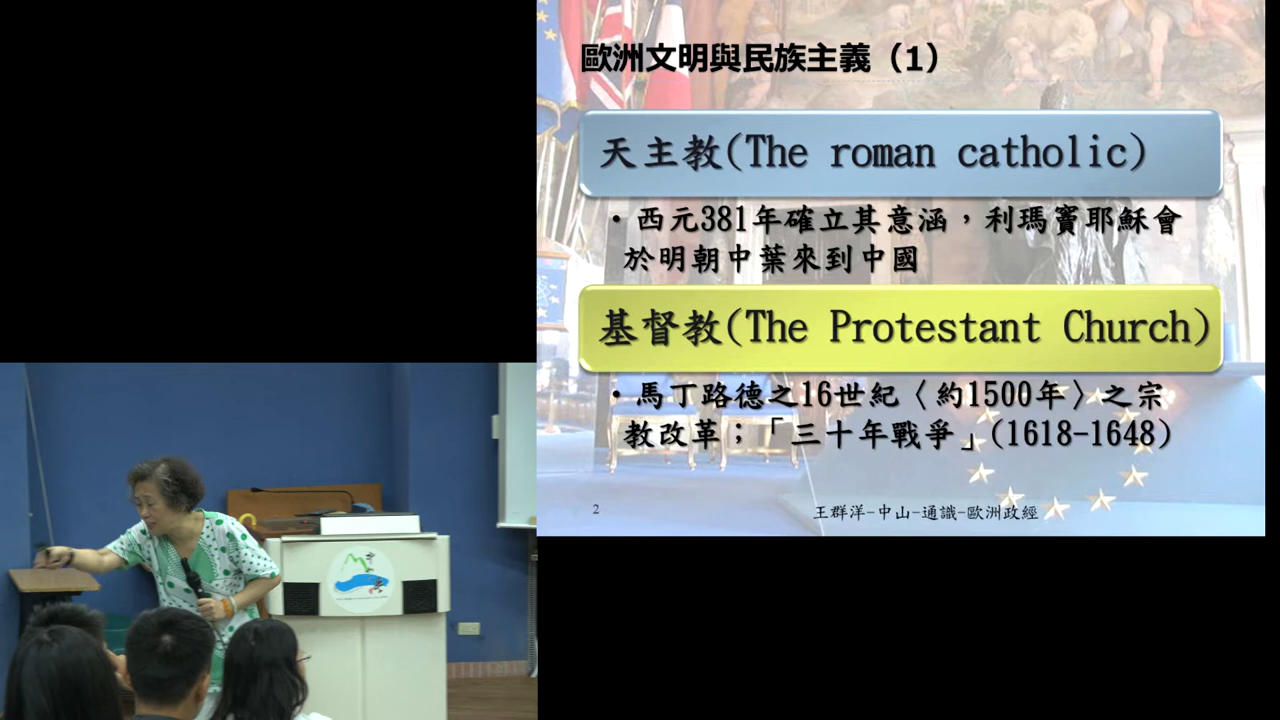 歐洲文明與民族主義（1）
天主教(The roman catholic)
・西元381年確立其意涵，利瑪竇耶穌會
於明朝中葉來到中國
基督教(The Protestant Church)
・馬丁路德之16世紀〈約1500年〉之宗
教改革；「三十年戰爭」(1618-1648)
2
王群洋-中山-通識-歐洲政經